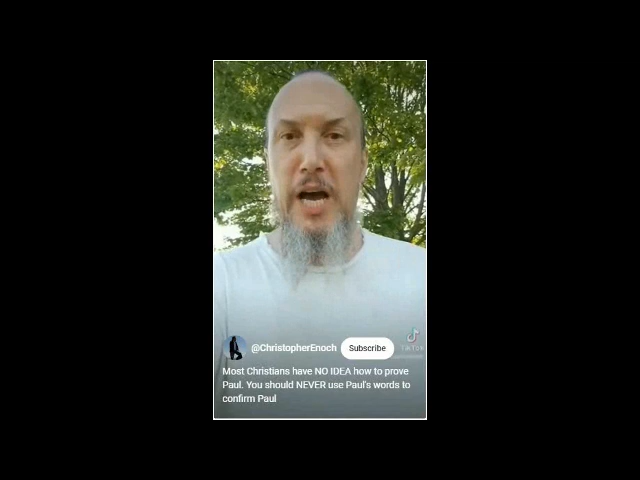 @ChristopherEnoch Subscribe
TikTok
Most Christians have NO IDEA how to prove
Paul. You should NEVER use Paul's words to
confirm Paul